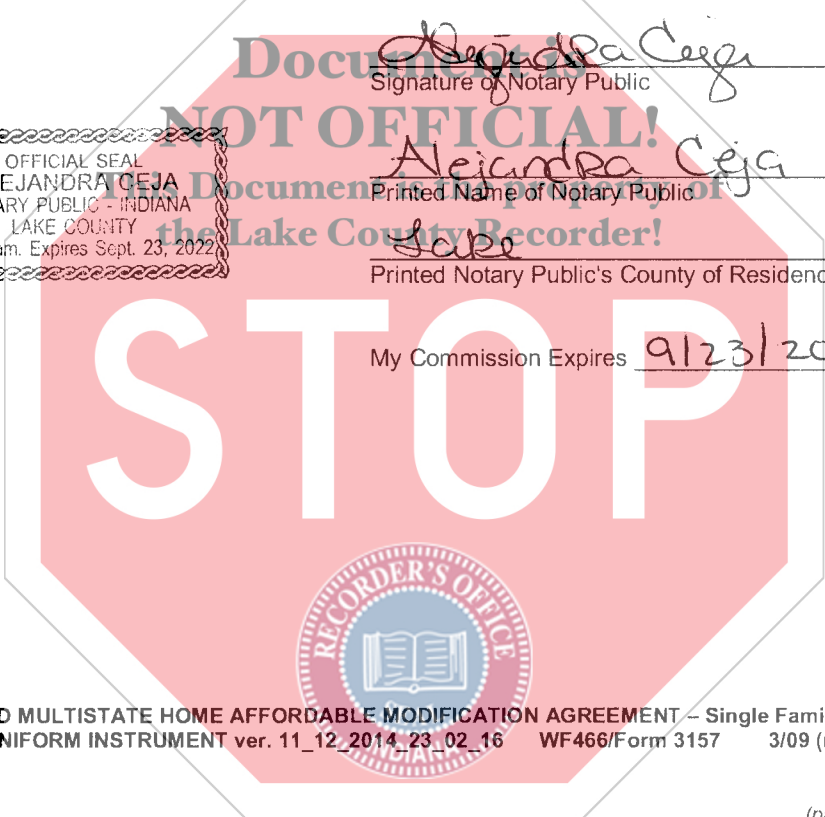 Document is
Alejandra Ceja
Signature of Notary Public
NOT OFFICIAL!
OFFICIAL SEAL
EJANDRA CEJA
ARY PUBLIC - INDIANA
LAKE COUNTY
m. Expires Sept. 23, 2022
Alejandra Ceja
This Document is the property of
Printed Name of Notary Public
the Lake County Recorder!
Lake
Printed Notary Public's County of Residenc
My Commission Expires 9/23/20
STOP
RECORDER'S OFFICE
D MULTISTATE HOME AFFORDABLE MODIFICATION AGREEMENT – Single Fami
NIFORM INSTRUMENT ver. 11_12_2014_23_02_16 WF466/Form 3157 3/09 (
INDIANA
(p